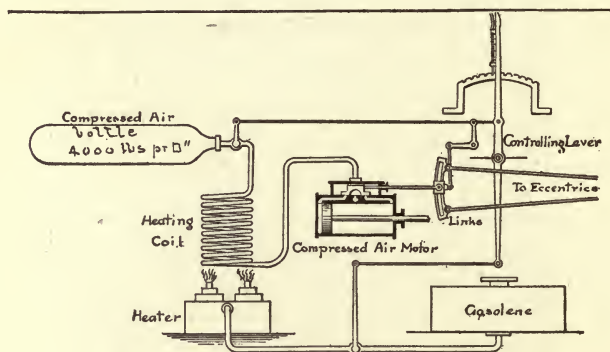 Compressed Air
bottle
4000 lbs pr □"
Controlling Lever
To Eccentrics
Links
Heating
Coil
Compressed Air Motor
Heater
Gasolene